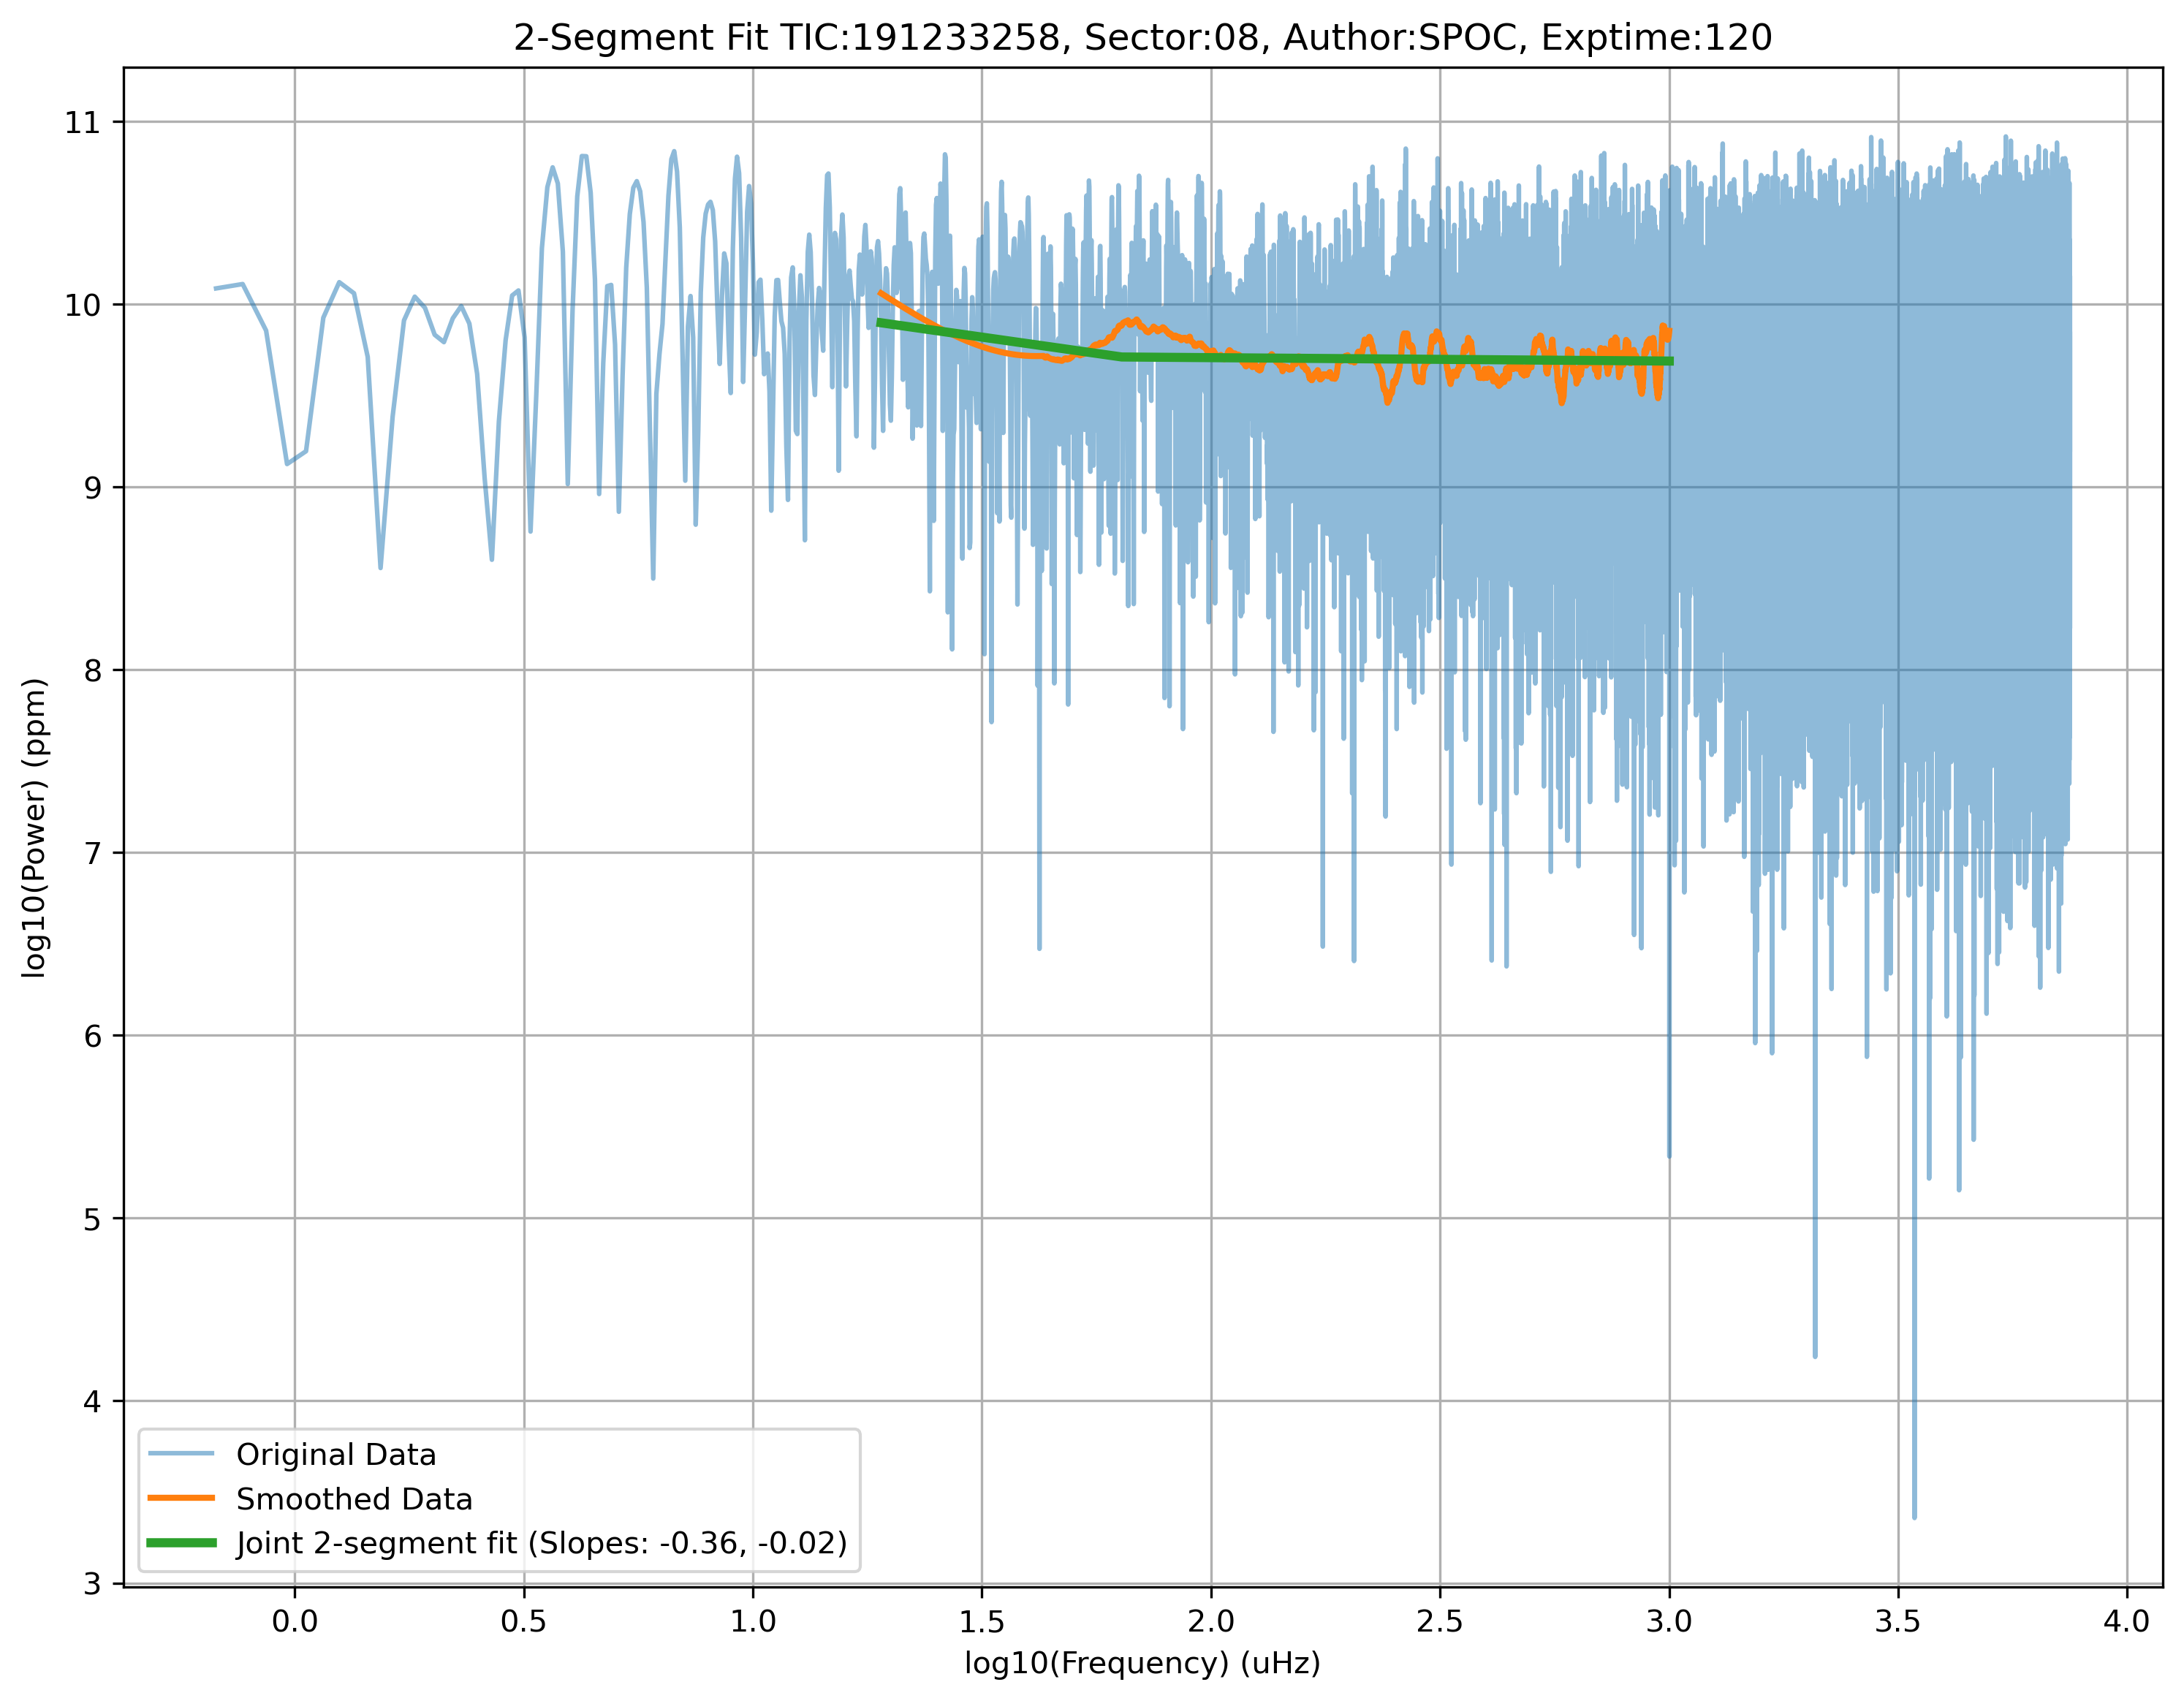 2-Segment Fit TIC:191233258, Sector:08, Author:SPOC, Exptime:120
11
10
9
8
7
6
5
4
3
log10(Power) (ppm)
Original Data
Smoothed Data
Joint 2-segment fit (Slopes: -0.36, -0.02)
0.0 0.5 1.0 1.5 2.0 2.5 3.0 3.5 4.0
log10(Frequency) (uHz)